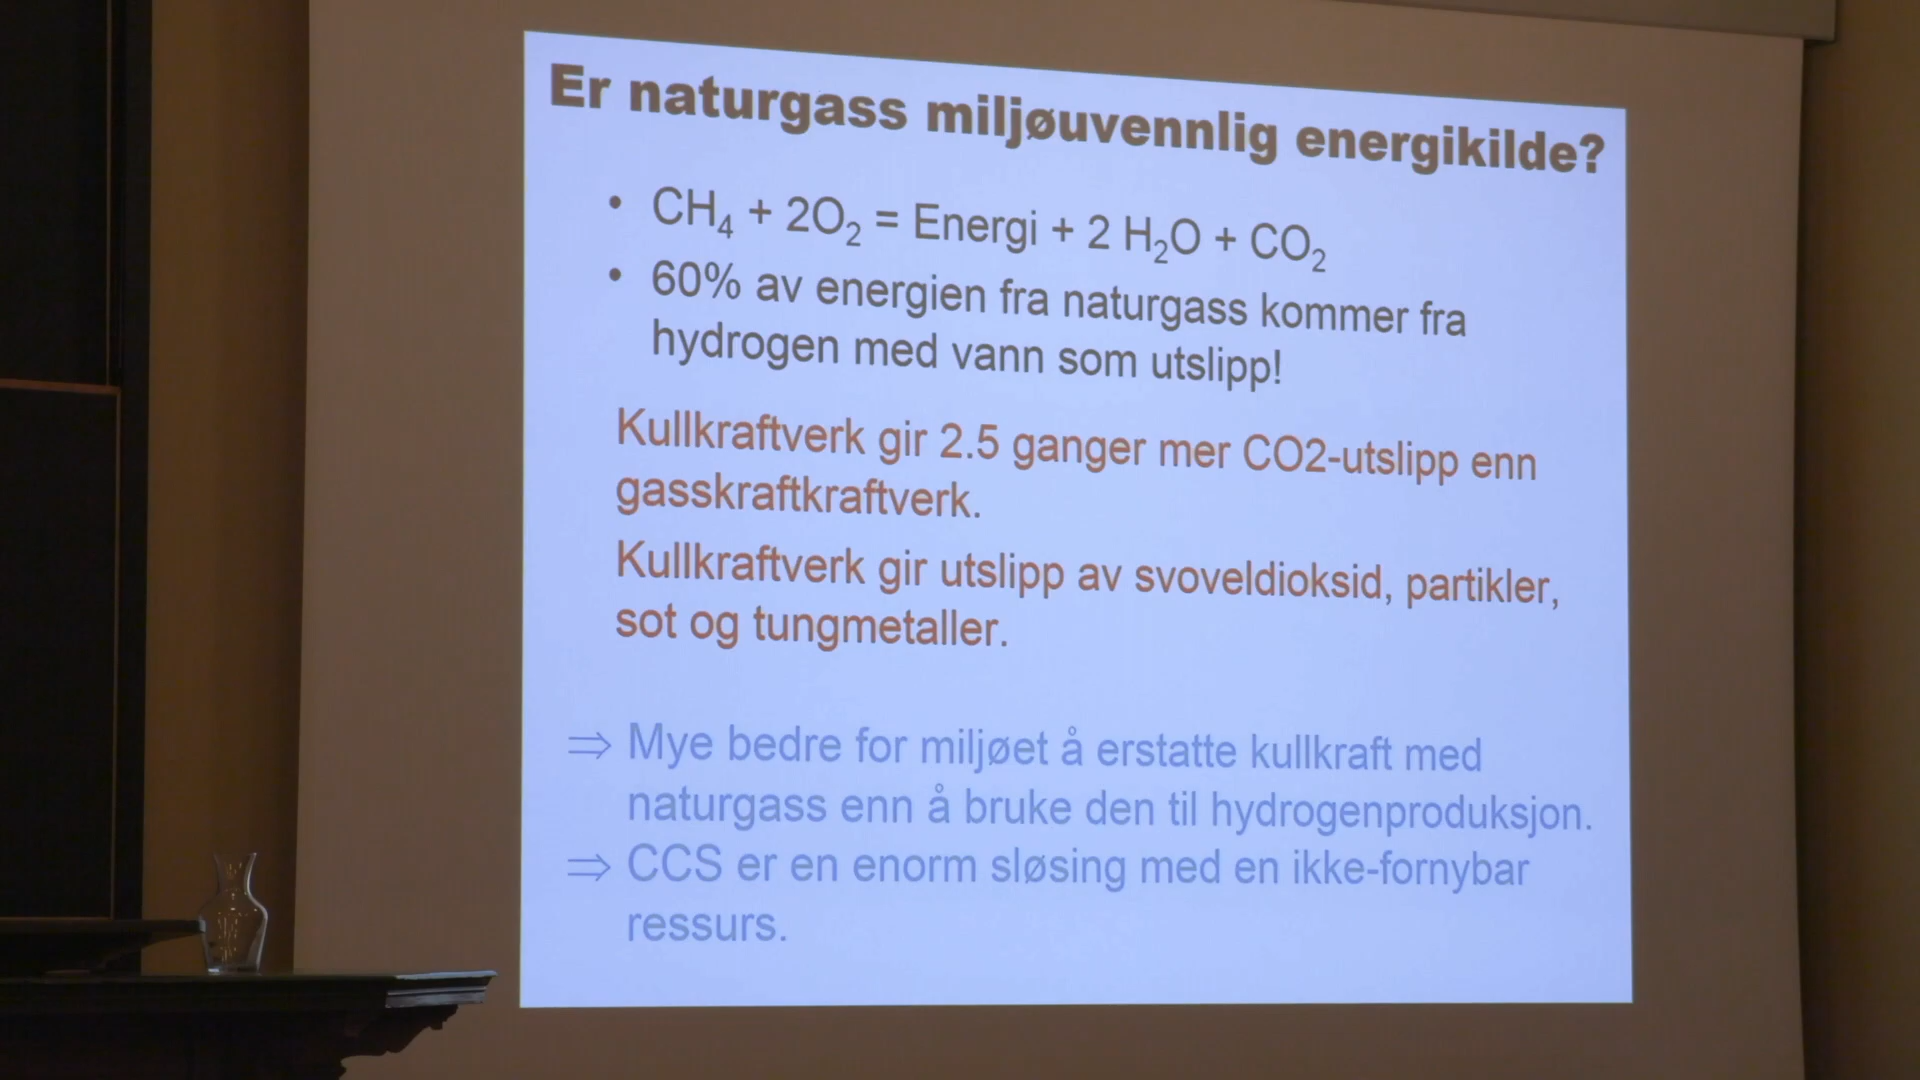 Er naturgass miljøuvennlig energikilde?
• CH₄ + 2O₂ = Energi + 2 H₂O + CO₂
• 60% av energien fra naturgass kommer fra
hydrogen med vann som utslipp!
Kullkraftverk gir 2.5 ganger mer CO2-utslipp enn
gasskraftkraftverk.
Kullkraftverk gir utslipp av svoveldioksid, partikler,
sot og tungmetaller.
⇒ Mye bedre for miljøet å erstatte kullkraft med
naturgass enn å bruke den til hydrogenproduksjon.
⇒ CCS er en enorm sløsing med en ikke-fornybar
ressurs.